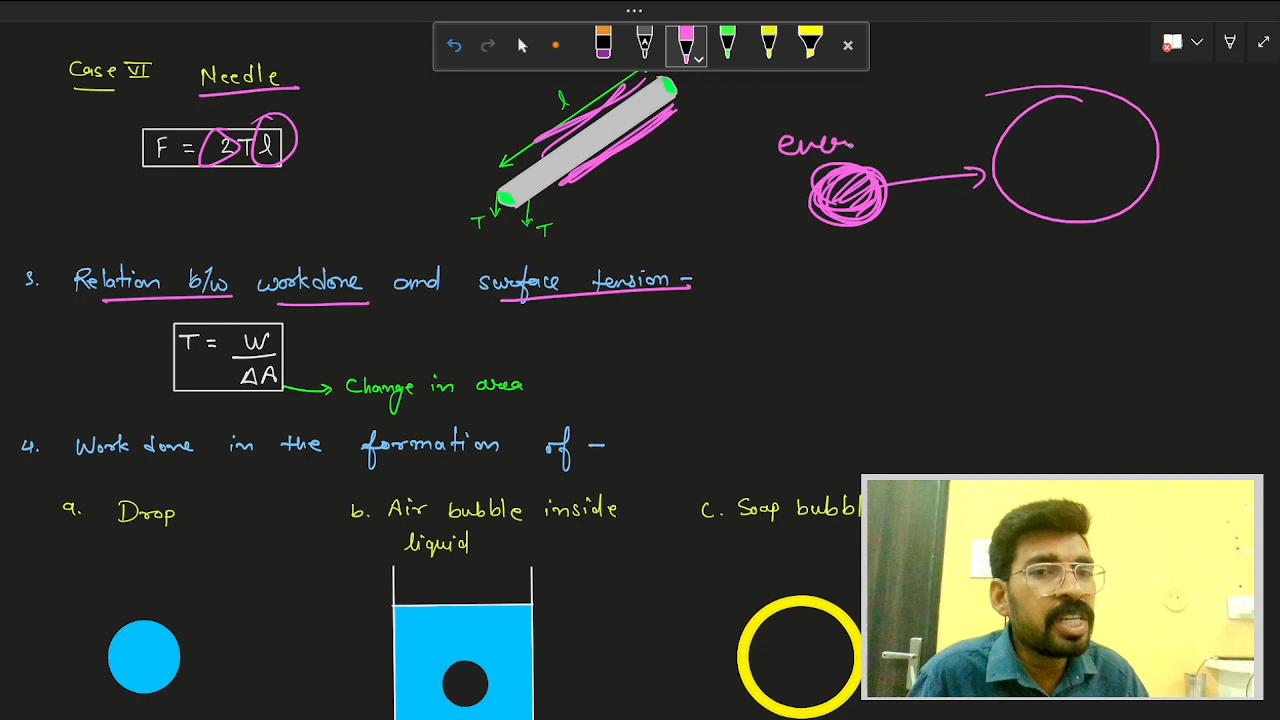 Case VI Needle
F = 2Tl
l
T
T
3. Relation b/w workdone and surface tension =
T = W
ΔA
Change in area
4. Work done in the formation of -
a. Drop
b. Air bubble inside
liquid
c. Soap bubbl